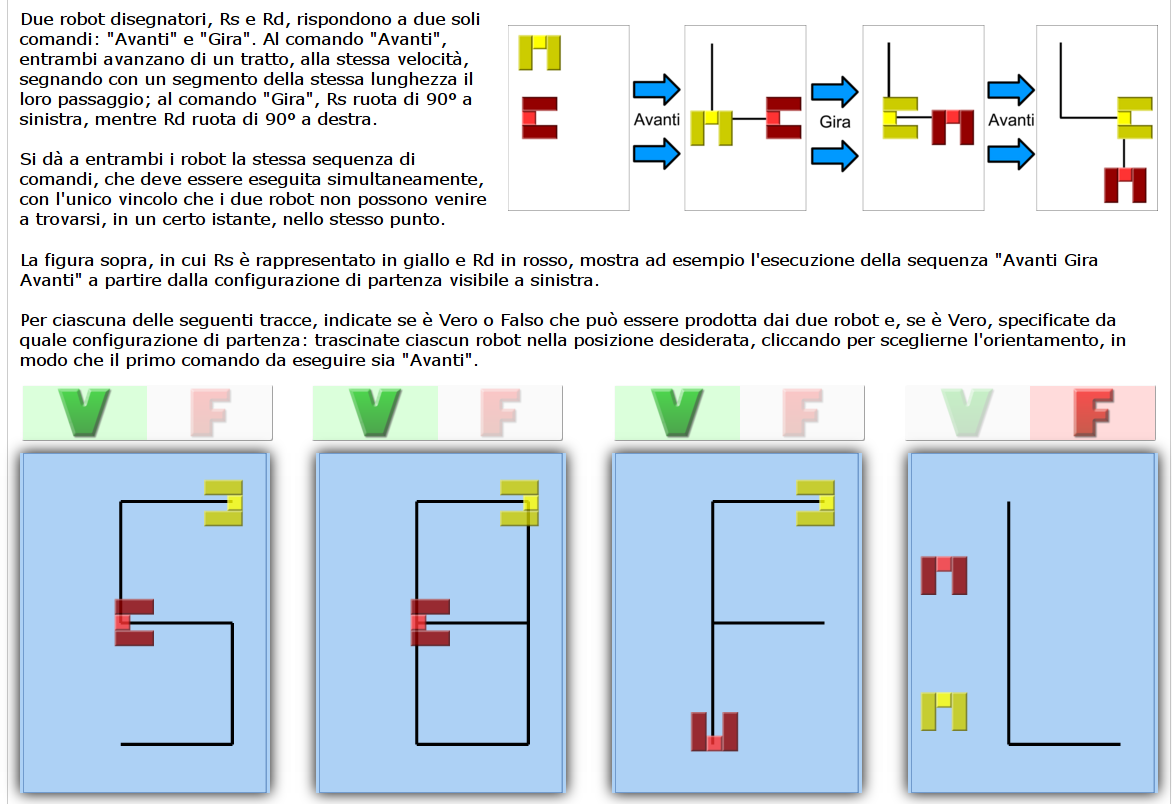 Due robot disegnatori, Rs e Rd, rispondono a due soli
comandi: "Avanti" e "Gira". Al comando "Avanti",
entrambi avanzano di un tratto, alla stessa velocità,
segnando con un segmento della stessa lunghezza il
loro passaggio; al comando "Gira", Rs ruota di 90º a
sinistra, mentre Rd ruota di 90º a destra.
Si dà a entrambi i robot la stessa sequenza di
comandi, che deve essere eseguita simultaneamente,
con l'unico vincolo che i due robot non possono venire
a trovarsi, in un certo istante, nello stesso punto.
Avanti
Gira
Avanti
La figura sopra, in cui Rs è rappresentato in giallo e Rd in rosso, mostra ad esempio l'esecuzione della sequenza "Avanti Gira
Avanti" a partire dalla configurazione di partenza visibile a sinistra.
Per ciascuna delle seguenti tracce, indicate se è Vero o Falso che può essere prodotta dai due robot e, se è Vero, specificate da
quale configurazione di partenza: trascinate ciascun robot nella posizione desiderata, cliccando per sceglierne l'orientamento, in
modo che il primo comando da eseguire sia "Avanti".
V F V F V F V F